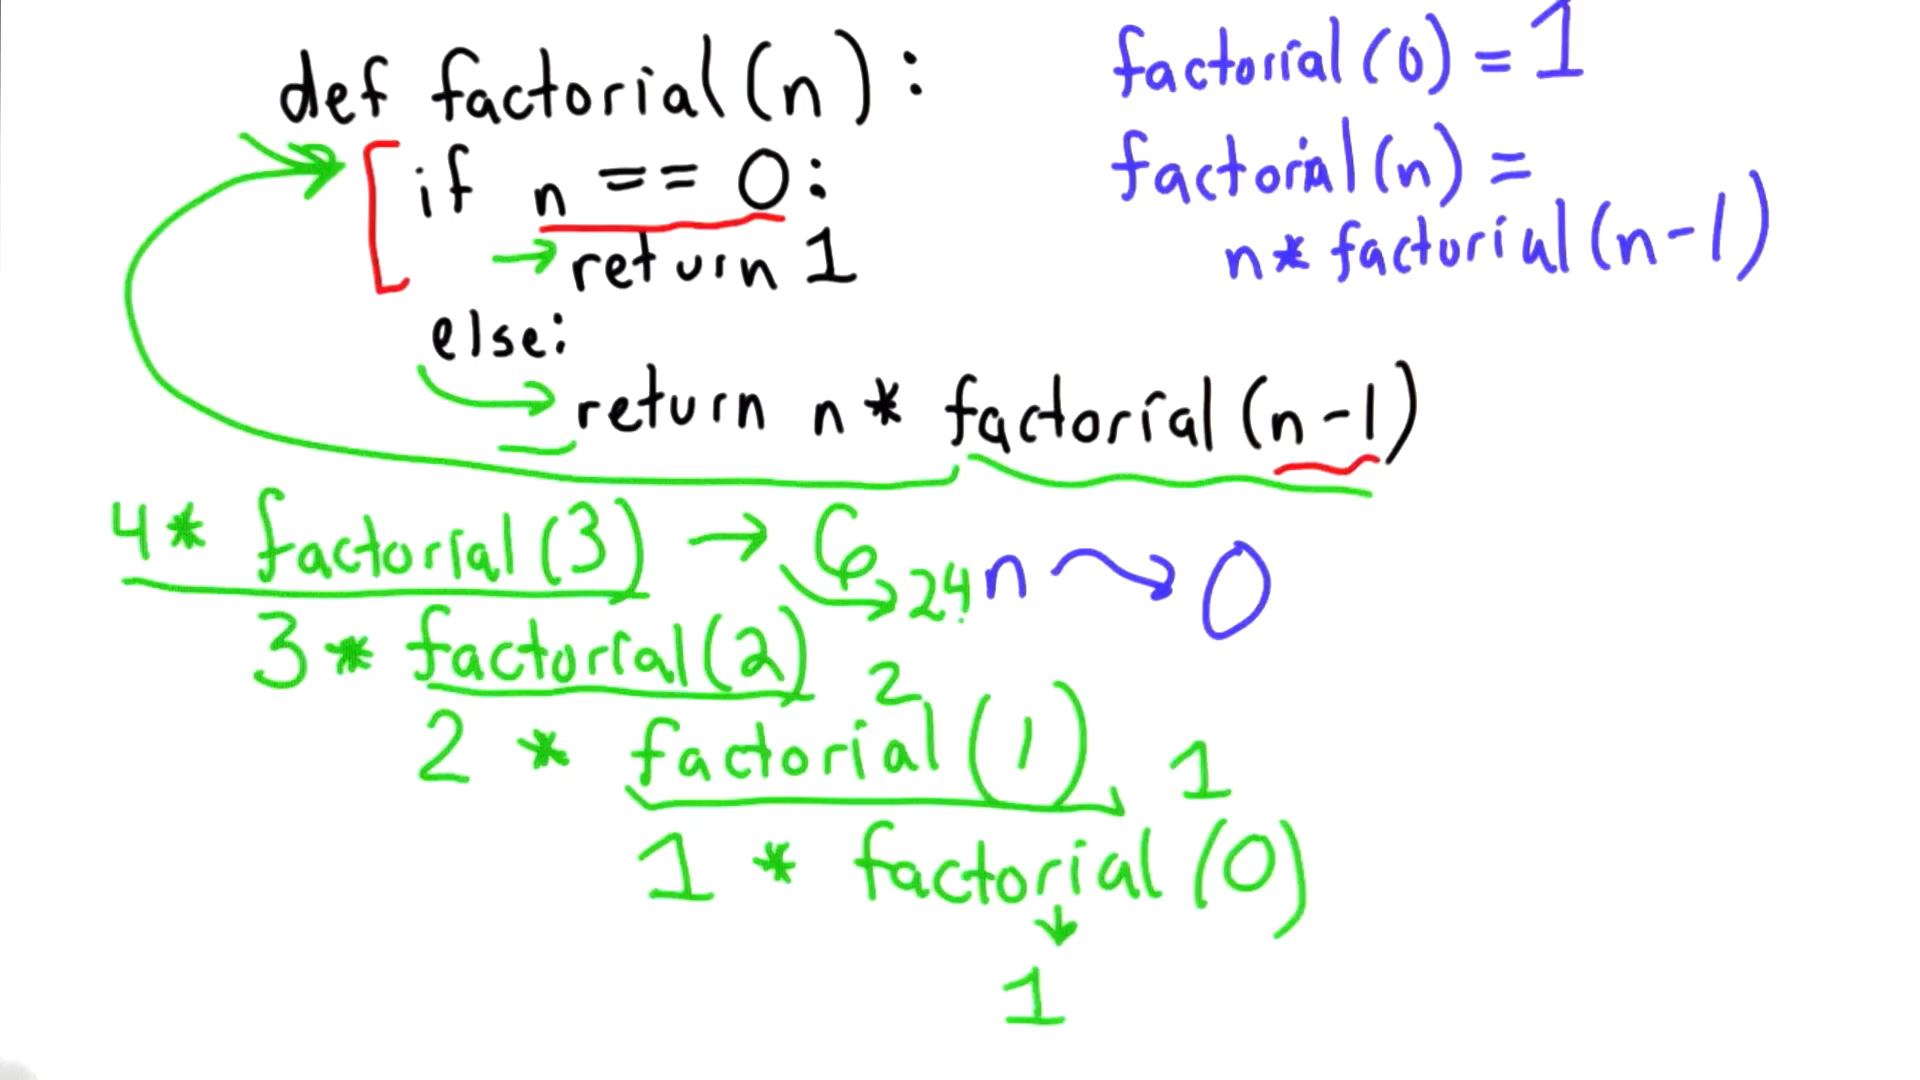 def factorial(n):
if n == 0:
return 1
else:
return n * factorial(n-1)
factorial(0) = 1
factorial(n) =
n * factorial(n-1)
4 * factorial(3) → 6
24
n → 0
3 * factorial(2) 2
2 * factorial(1) 1
1 * factorial(0)
1